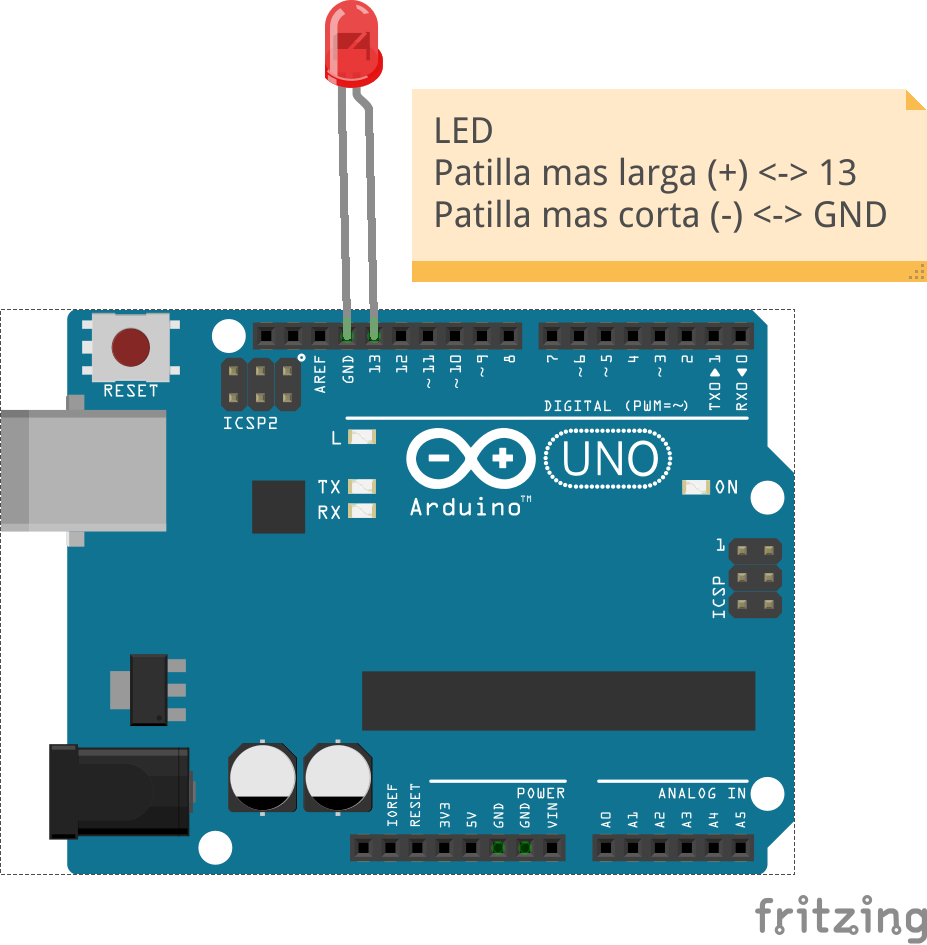 LED
Patilla mas larga (+) <-> 13
Patilla mas corta (-) <-> GND
RESET
ICSP2
AREF
GND
13
12
~11
~10
~9
8
7
~6
~5
4
~3
2
TX0▶1
RX0◀0
DIGITAL (PWM=~)
L
TX
RX
Arduino™
UNO
ON
1
ICSP
IOREF
RESET
3V3
5V
GND
GND
VIN
POWER
A0
A1
A2
A3
A4
A5
ANALOG IN
fritzing